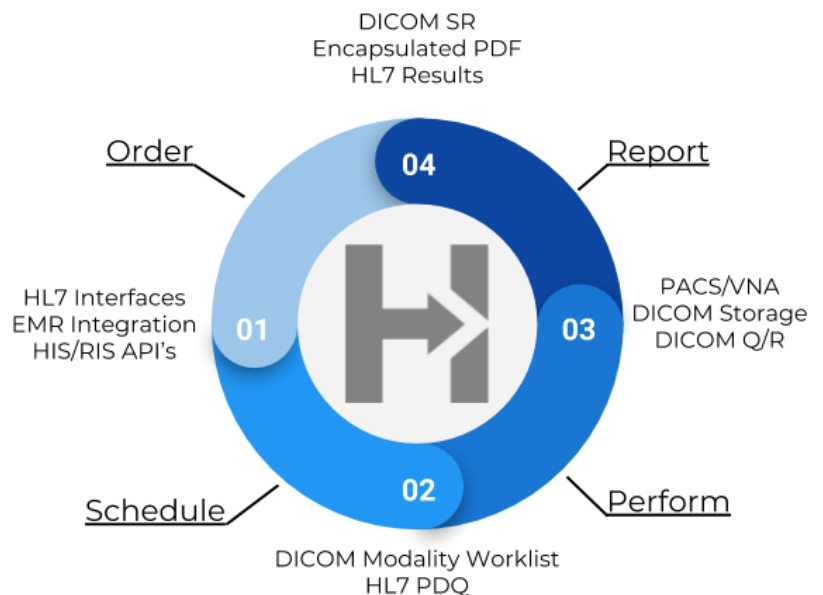 DICOM SR
Encapsulated PDF
HL7 Results
Order
04
Report
HL7 Interfaces
EMR Integration
HIS/RIS API's
01
H
03
PACS/VNA
DICOM Storage
DICOM Q/R
Schedule
02
Perform
DICOM Modality Worklist
HL7 PDQ